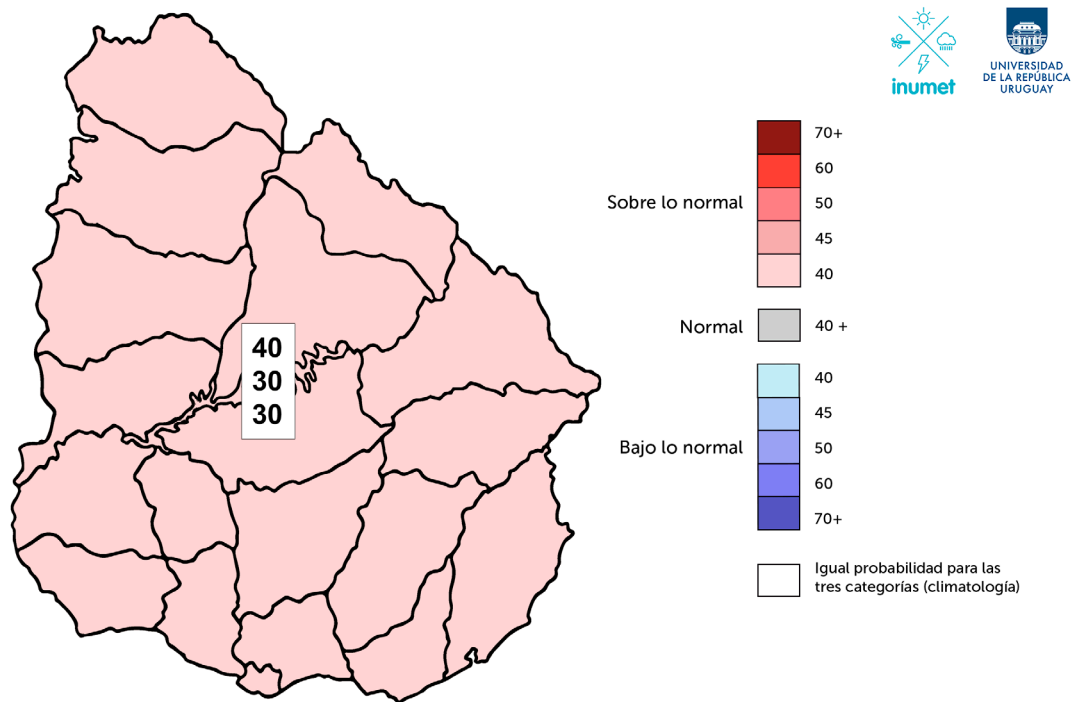 inumet
UNIVERSIDAD
DE LA REPÚBLICA
URUGUAY
Sobre lo normal
70+
60
50
45
40
Normal
40 +
Bajo lo normal
40
45
50
60
70+
Igual probabilidad para las
tres categorías (climatología)
40
30
30